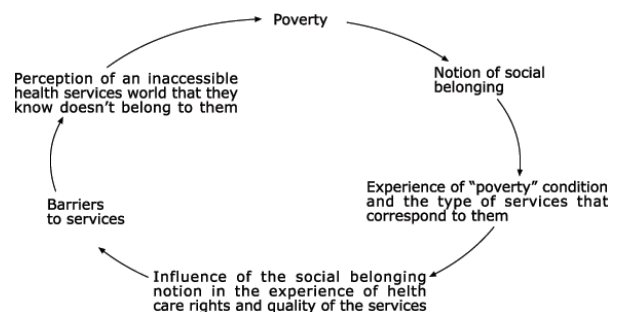 Poverty
Notion of social
belonging
Experience of “poverty” condition
and the type of services that
correspond to them
Influence of the social belonging
notion in the experience of helth
care rights and quality of the services
Barriers
to services
Perception of an inaccessible
health services world that they
know doesn’t belong to them